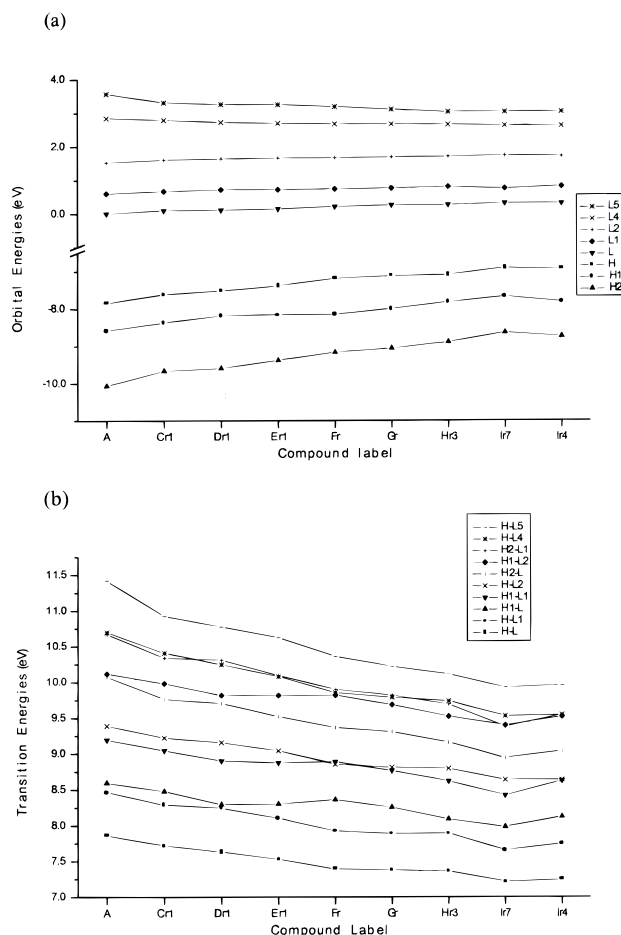 (a)
4.0
2.0
0.0
-8.0
-10.0
Orbital Energies (eV)
A Cr1 Dr1 Er1 Fr Gr Hr3 Ir7 Ir4
Compound label
L5
L4
L2
L1
L
H
H1
H2
(b)
H-L5
H-L4
H2-L1
H1-L2
H2-L
H-L2
H1-L1
H1-L
H-L1
H-L
11.5
11.0
10.5
10.0
9.5
9.0
8.5
8.0
7.5
7.0
Transition Energies (eV)
A Cr1 Dr1 Er1 Fr Gr Hr3 Ir7 Ir4
Compound Label